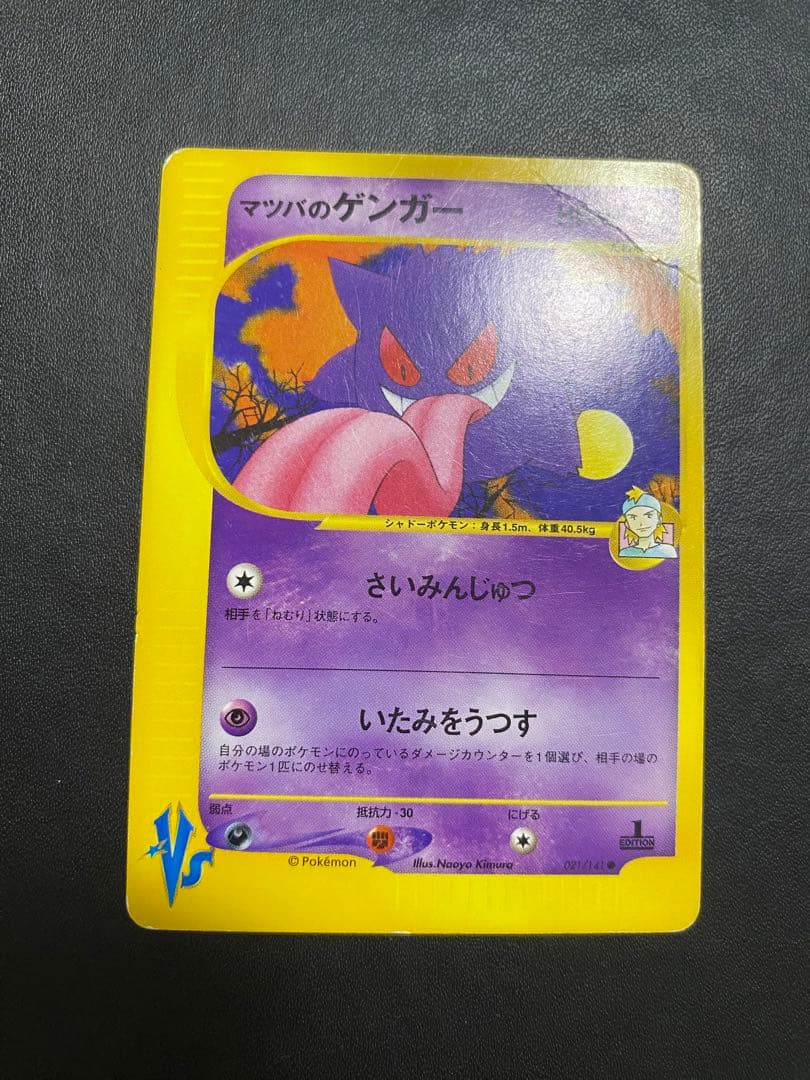 マツバのゲンガー
シャドーポケモン：身長1.5m、体重40.5kg
さいみんじゅつ
相手を「ねむり」状態にする。
いたみをうつす
自分の場のポケモンにのっているダメージカウンターを1個選び、相手の場の
ポケモン1匹にのせ替える。
弱点 抵抗力-30 にげる
1
EDITION
Vs
© Pokémon Illus. Naoyo Kimura 021/141